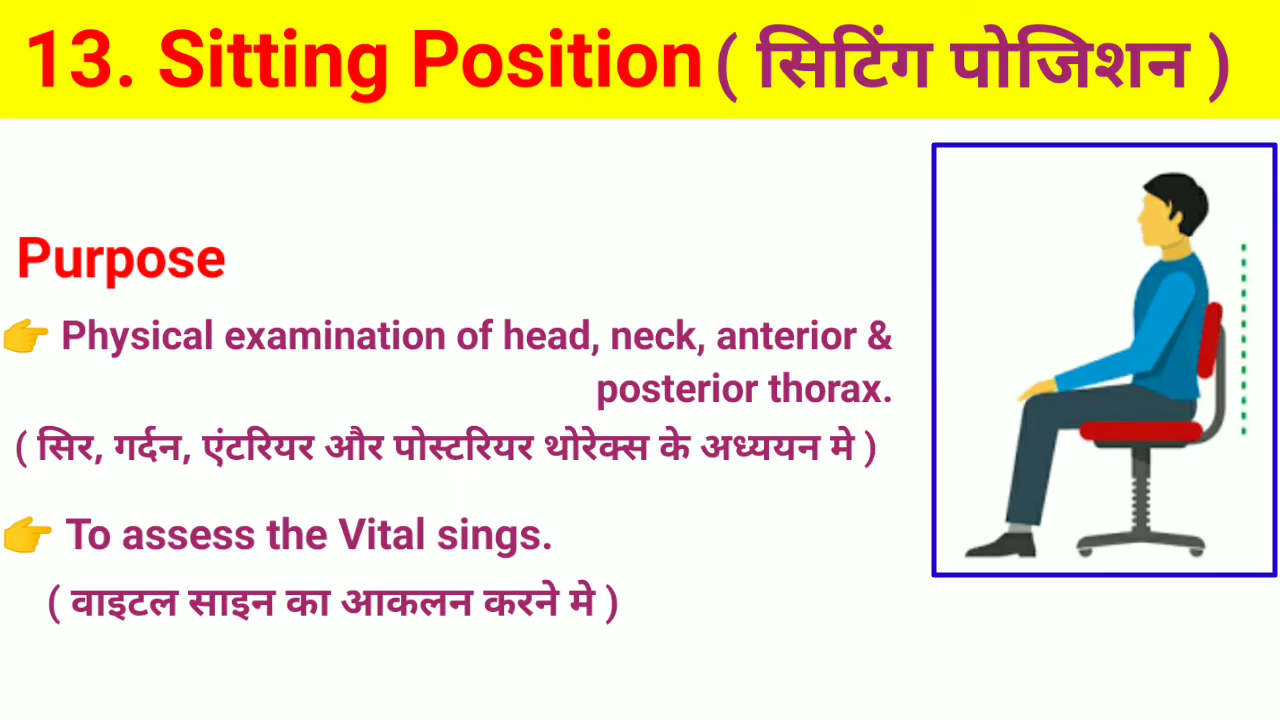 13. Sitting Position ( सिटिंग पोजिशन )
Purpose
👉 Physical examination of head, neck, anterior &
posterior thorax.
( सिर, गर्दन, एंटरियर और पोस्टरियर थोरेक्स के अध्ययन मे )
👉 To assess the Vital sings.
( वाइटल साइन का आकलन करने मे )